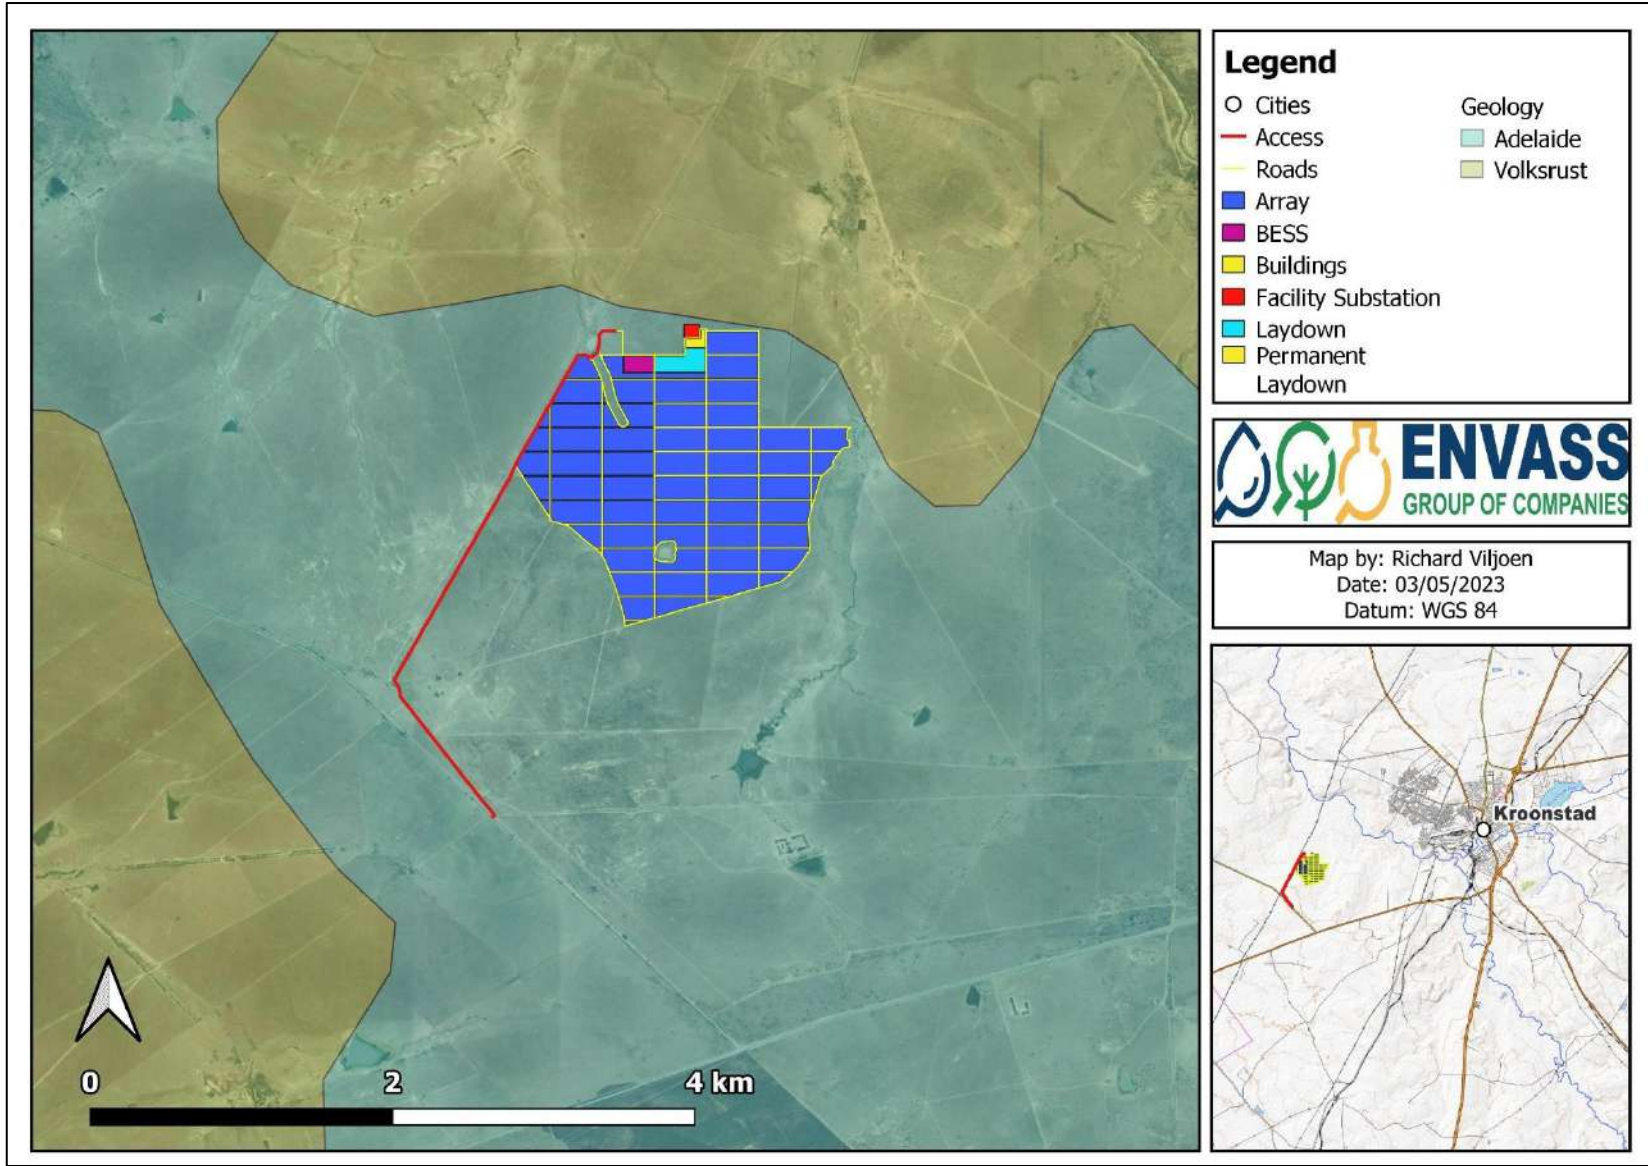 Legend
Cities
Access
Roads
Array
BESS
Buildings
Facility Substation
Laydown
Permanent
Laydown
Geology
Adelaide
Volksrust
ENVASS
GROUP OF COMPANIES
Map by: Richard Viljoen
Date: 03/05/2023
Datum: WGS 84
Kroonstad
0 2 4 km